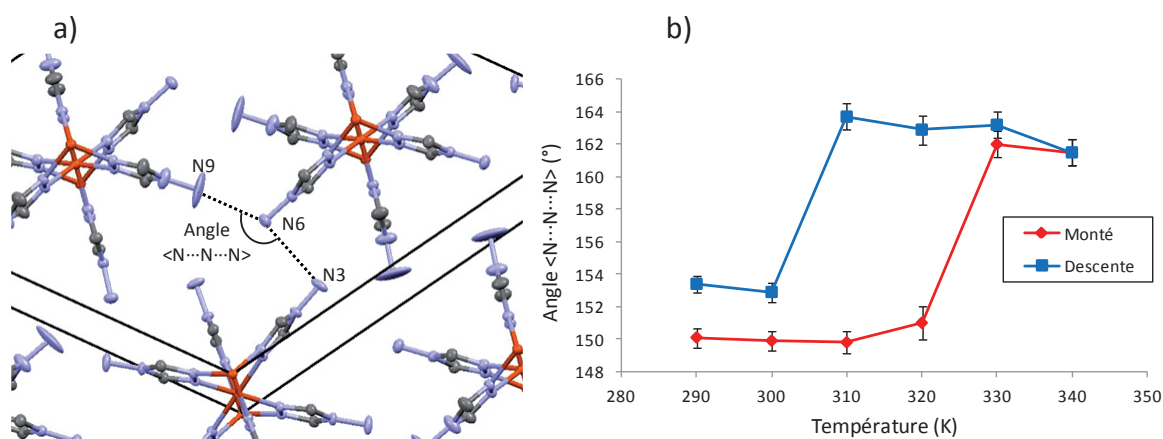 a)
N9
N6
Angle
<N···N···N>
N3
b)
Angle <N···N···N> (°)
166
164
162
160
158
156
154
152
150
148
280
290
300
310
320
330
340
350
Température (K)
Monté
Descente